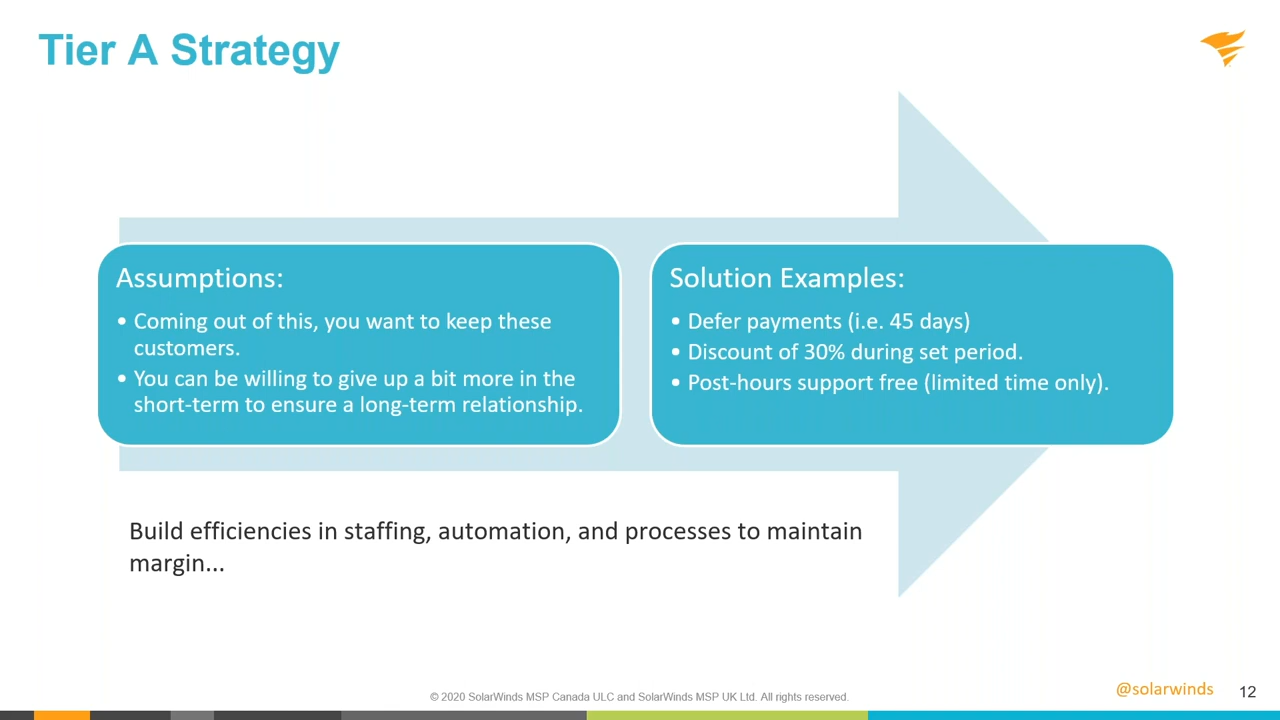 Tier A Strategy
Assumptions:
• Coming out of this, you want to keep these
customers.
• You can be willing to give up a bit more in the
short-term to ensure a long-term relationship.
Solution Examples:
• Defer payments (i.e. 45 days)
• Discount of 30% during set period.
• Post-hours support free (limited time only).
Build efficiencies in staffing, automation, and processes to maintain
margin...
© 2020 SolarWinds MSP Canada ULC and SolarWinds MSP UK Ltd. All rights reserved.
@solarwinds
12